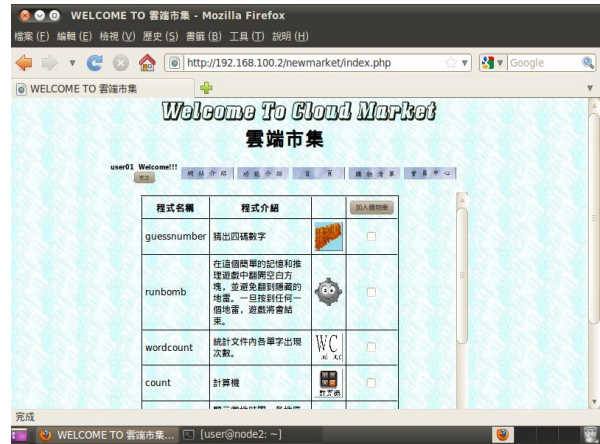 WELCOME TO 雲端市集 - Mozilla Firefox
檔案(F) 編輯(E) 檢視(V) 歷史(S) 書籤(B) 工具(T) 說明(H)
http://192.168.100.2/newmarket/index.php
Google
WELCOME TO 雲端市集
Welcome To Cloud Market
雲端市集
user01 Welcome!!!
登出
網站介紹 功能介紹 首頁 購物清單 會員中心
程式名稱 程式介紹 加入購物車
guessnumber 猜出四碼數字
runbomb 在這個簡單的記憶和推
理遊戲中翻開空白方
塊，並避免翻到隱藏的
地雷。一旦按到任何一
個地雷，遊戲將會結
束。
wordcount 統計文件內各單字出現
次數。
WC
count 計算機
計算機
完成
WELCOME TO 雲端市集... [user@node2: ~]